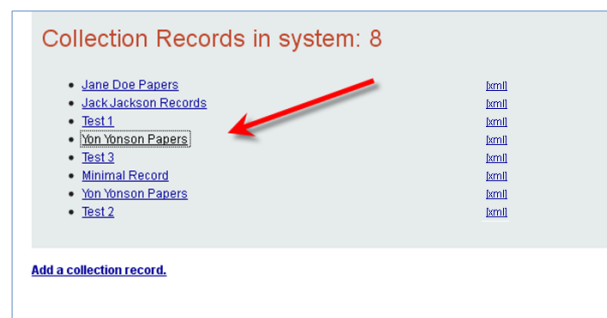 Collection Records in system: 8
Jane Doe Papers [xml]
Jack Jackson Records [xml]
Test 1 [xml]
Yon Yonson Papers [xml]
Test 3 [xml]
Minimal Record [xml]
Yon Yonson Papers [xml]
Test 2 [xml]
Add a collection record.